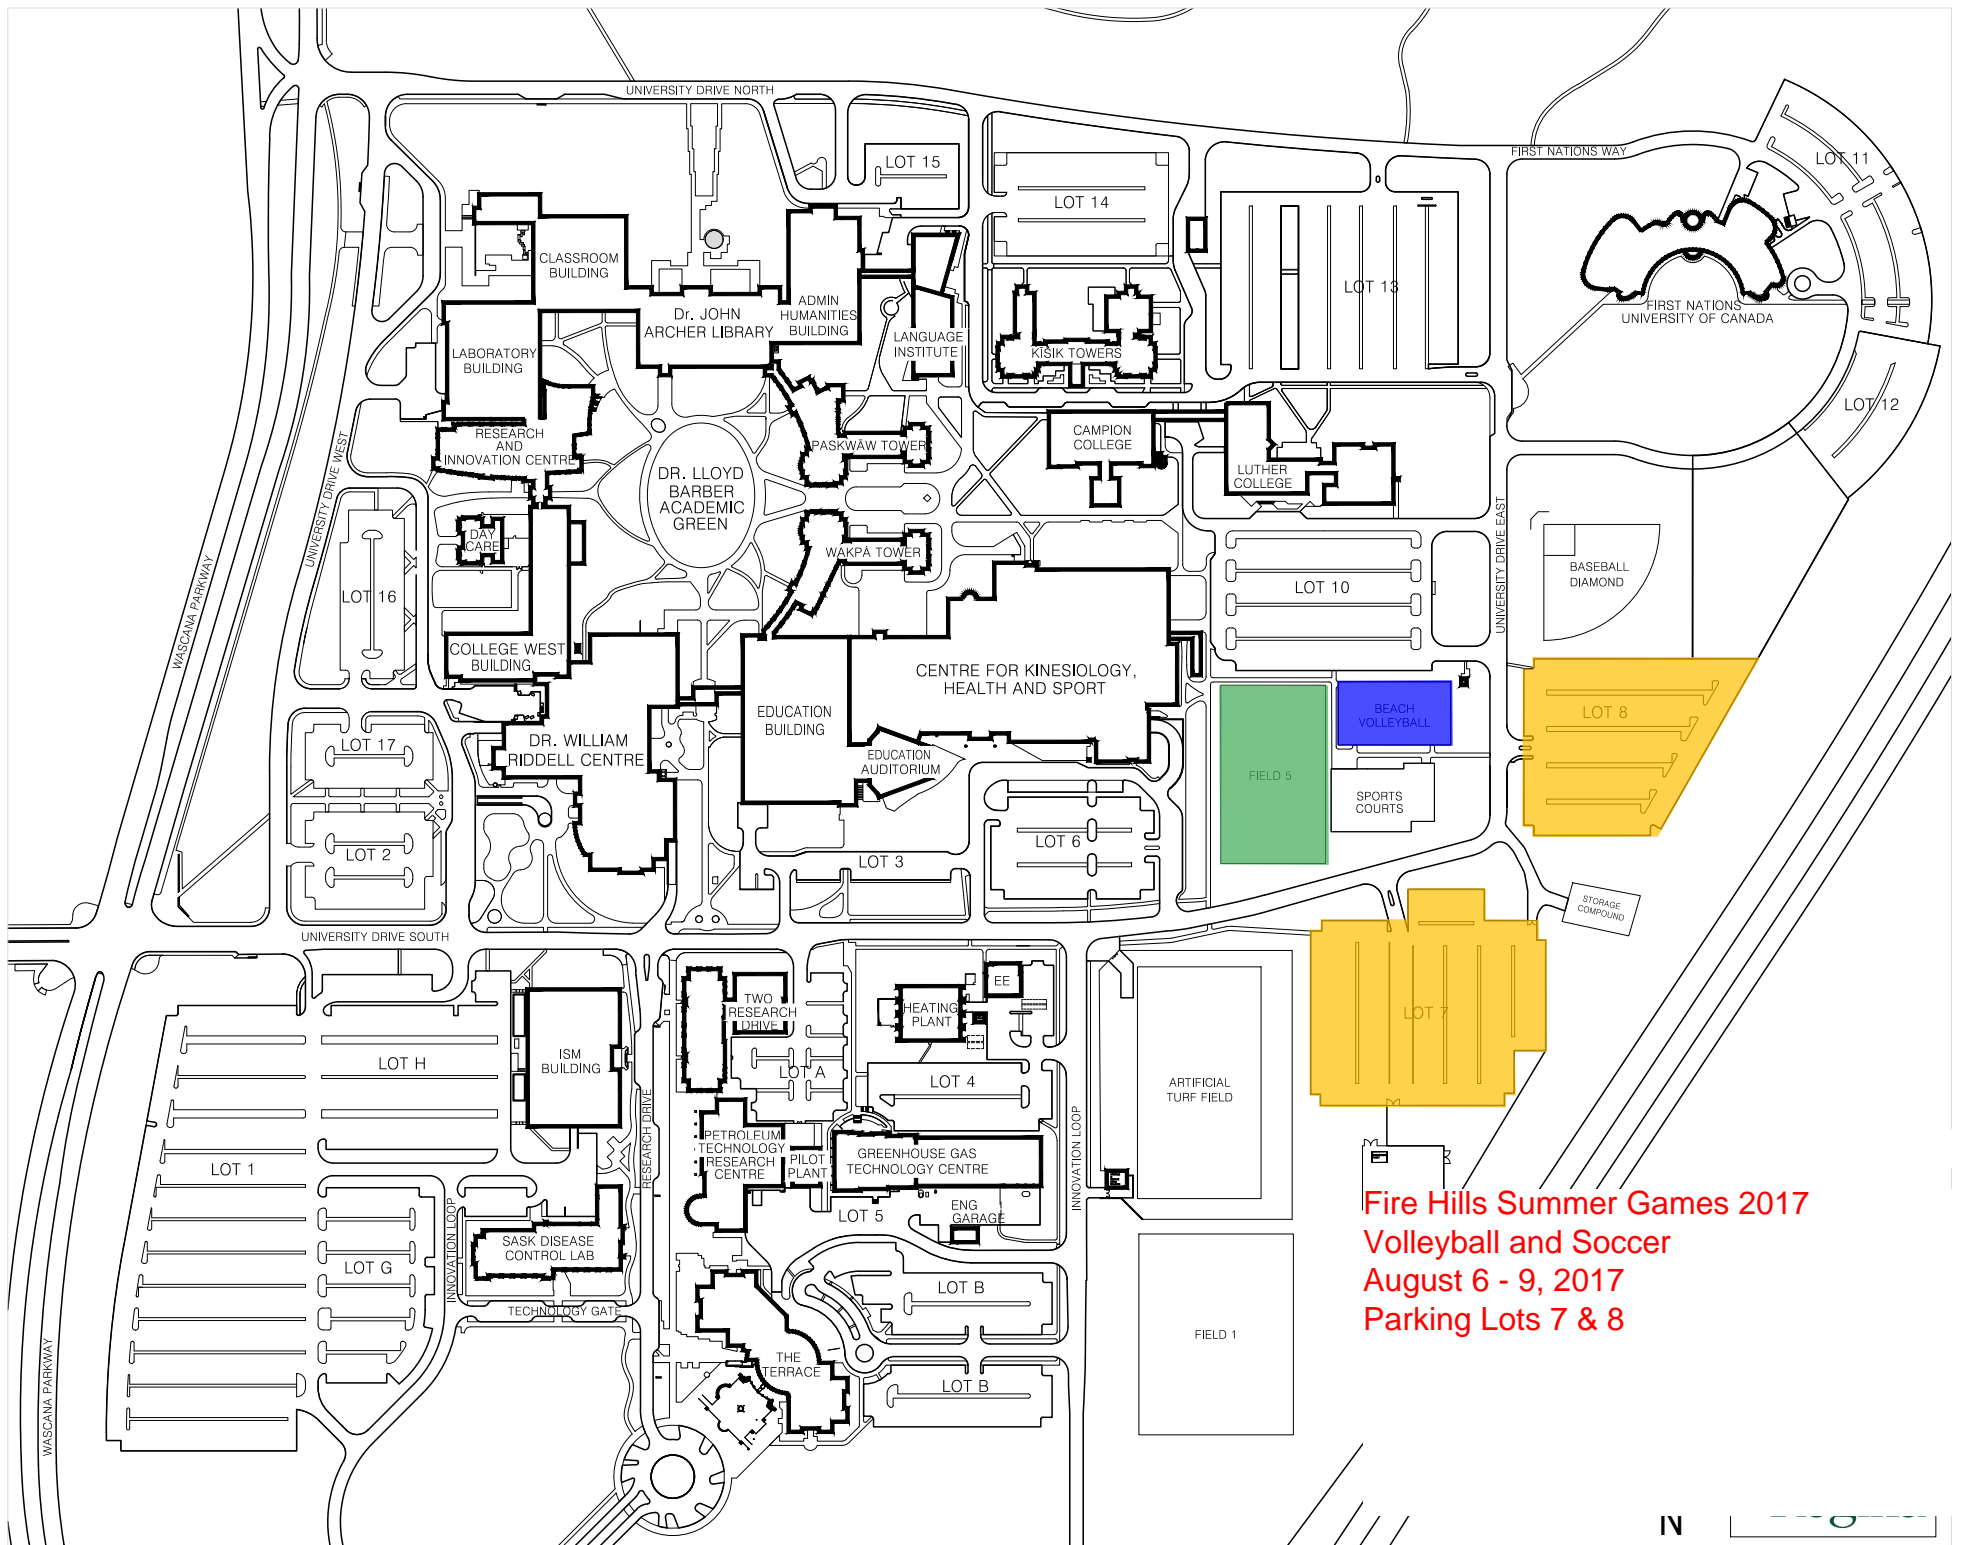 UNIVERSITY DRIVE NORTH
FIRST NATIONS WAY
LOT 11
LOT 15
LOT 14
CLASSROOM
BUILDING
LOT 13
ADMIN
HUMANITIES
BUILDING
Dr. JOHN
ARCHER LIBRARY
FIRST NATIONS
UNIVERSITY OF CANADA
LANGUAGE
INSTITUTE
KĪSIK TOWERS
LABORATORY
BUILDING
LOT 12
RESEARCH
AND
INNOVATION CENTRE
PASKWĀW TOWER
CAMPION
COLLEGE
LUTHER
COLLEGE
DR. LLOYD
BARBER
ACADEMIC
GREEN
UNIVERSITY DRIVE WEST
UNIVERSITY DRIVE EAST
DAY
CARE
WAKPÁ TOWER
BASEBALL
DIAMOND
WASCANA PARKWAY
LOT 16
LOT 10
COLLEGE WEST
BUILDING
CENTRE FOR KINESIOLOGY,
HEALTH AND SPORT
EDUCATION
BUILDING
BEACH
VOLLEYBALL
LOT 8
LOT 17
DR. WILLIAM
RIDDELL CENTRE
EDUCATION
AUDITORIUM
FIELD 5
SPORTS
COURTS
LOT 2
LOT 3
LOT 6
STORAGE
COMPOUND
UNIVERSITY DRIVE SOUTH
TWO
RESEARCH
DRIVE
EE
HEATING
PLANT
LOT 7
LOT H
ISM
BUILDING
LOT A
LOT 4
ARTIFICIAL
TURF FIELD
RESEARCH DRIVE
INNOVATION LOOP
PETROLEUM
TECHNOLOGY
RESEARCH
CENTRE
PILOT
PLANT
GREENHOUSE GAS
TECHNOLOGY CENTRE
LOT 1
LOT 5
ENG
GARAGE
Fire Hills Summer Games 2017
Volleyball and Soccer
August 6 - 9, 2017
Parking Lots 7 & 8
INNOVATION LOOP
SASK DISEASE
CONTROL LAB
LOT G
LOT B
TECHNOLOGY GATE
FIELD 1
THE
TERRACE
LOT B
WASCANA PARKWAY
N